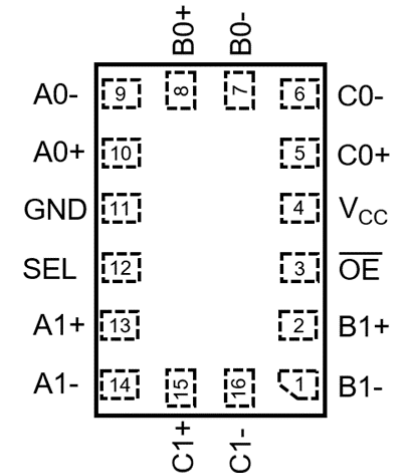 B0+ B0-
A0- 9 8 7 6 C0-
A0+ 10 5 C0+
GND 11 4 VCC
SEL 12 3 OE
A1+ 13 2 B1+
A1- 14 15 16 1 B1-
C1+ C1-